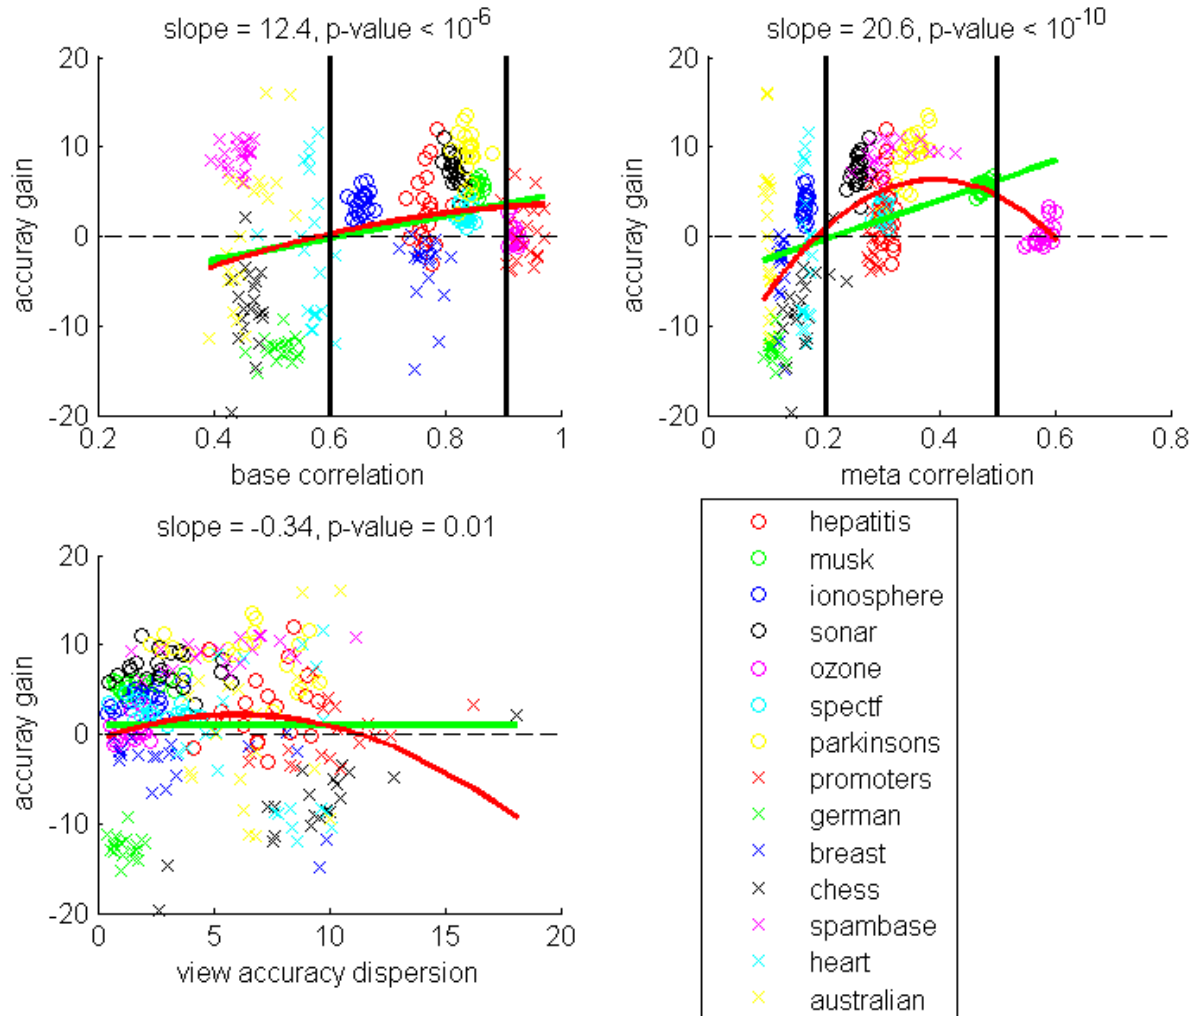 slope = 12.4, p-value < 10^-6
20
10
0
-10
-20
accuray gain
0.2
0.4
0.6
0.8
1
base correlation
slope = 20.6, p-value < 10^-10
20
10
0
-10
-20
accuray gain
0
0.2
0.4
0.6
0.8
meta correlation
slope = -0.34, p-value = 0.01
20
10
0
-10
-20
accuray gain
0
5
10
15
20
view accuracy dispersion
hepatitis
musk
ionosphere
sonar
ozone
spectf
parkinsons
promoters
german
breast
chess
spambase
heart
australian